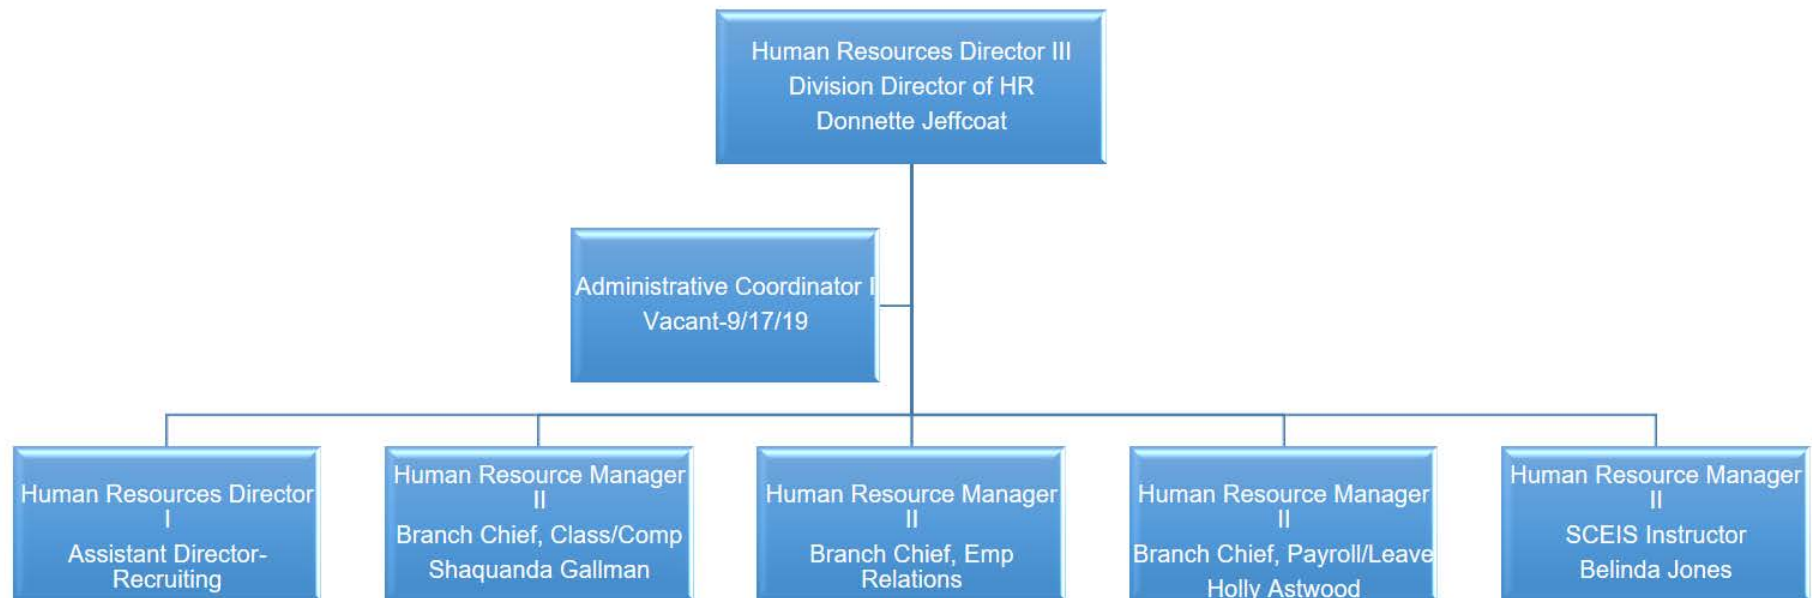 Human Resources Director III
Division Director of HR
Donnette Jeffcoat
Administrative Coordinator I
Vacant-9/17/19
Human Resources Director
I
Assistant Director-
Recruiting
Human Resource Manager
II
Branch Chief, Class/Comp
Shaquanda Gallman
Human Resource Manager
II
Branch Chief, Emp
Relations
Human Resource Manager
II
Branch Chief, Payroll/Leave
Holly Astwood
Human Resource Manager
II
SCEIS Instructor
Belinda Jones